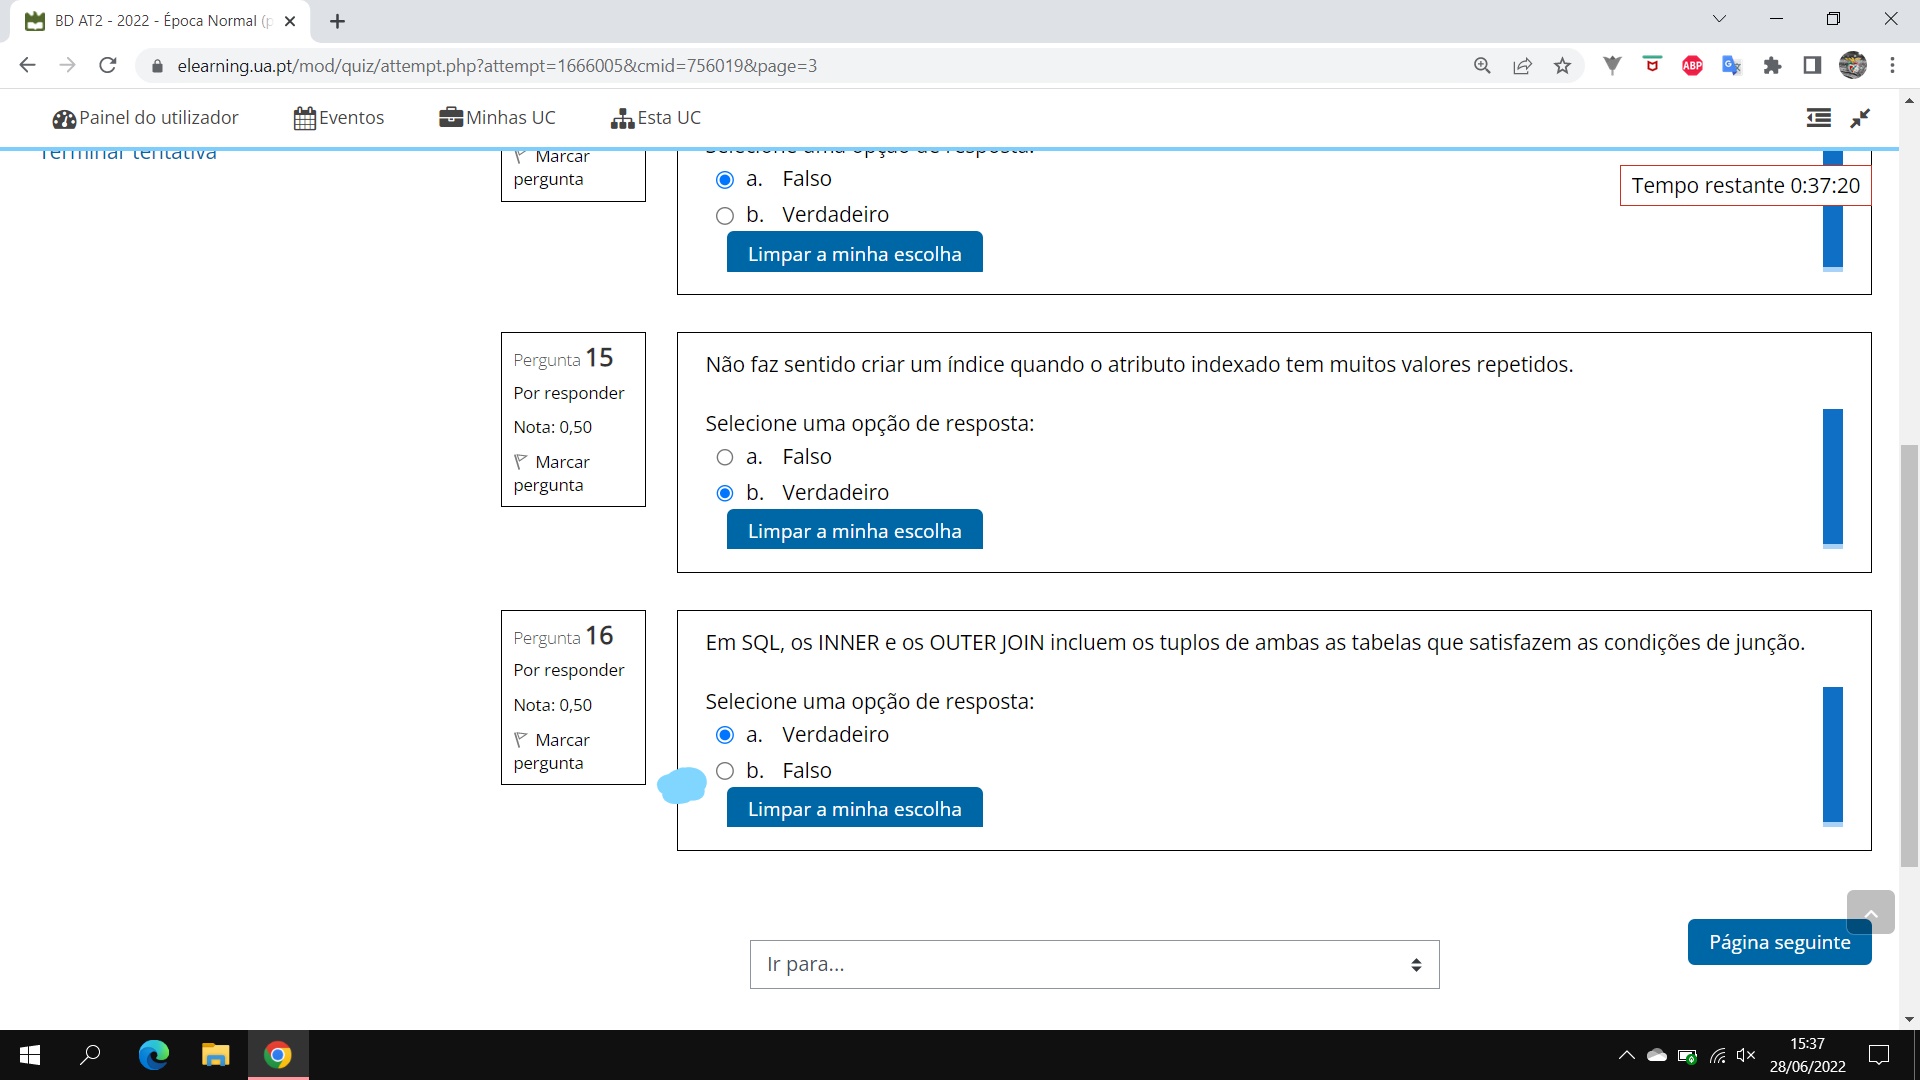 BD AT2 - 2022 - Época Normal (p
elearning.ua.pt/mod/quiz/attempt.php?attempt=1666005&cmid=756019&page=3
ABP
Painel do utilizador
Eventos
Minhas UC
Esta UC
Terminar tentativa
Marcar
pergunta
Selecione uma opção de resposta:
a. Falso
b. Verdadeiro
Limpar a minha escolha
Tempo restante 0:37:20
Pergunta 15
Por responder
Nota: 0,50
Marcar
pergunta
Não faz sentido criar um índice quando o atributo indexado tem muitos valores repetidos.
Selecione uma opção de resposta:
a. Falso
b. Verdadeiro
Limpar a minha escolha
Pergunta 16
Por responder
Nota: 0,50
Marcar
pergunta
Em SQL, os INNER e os OUTER JOIN incluem os tuplos de ambas as tabelas que satisfazem as condições de junção.
Selecione uma opção de resposta:
a. Verdadeiro
b. Falso
Limpar a minha escolha
Ir para...
Página seguinte
15:37
28/06/2022